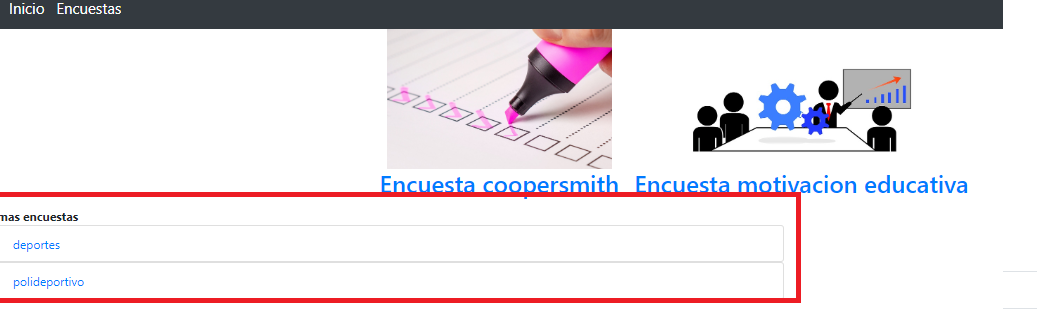 Inicio Encuestas
Encuesta coopersmith Encuesta motivacion educativa
mas encuestas
deportes
polideportivo